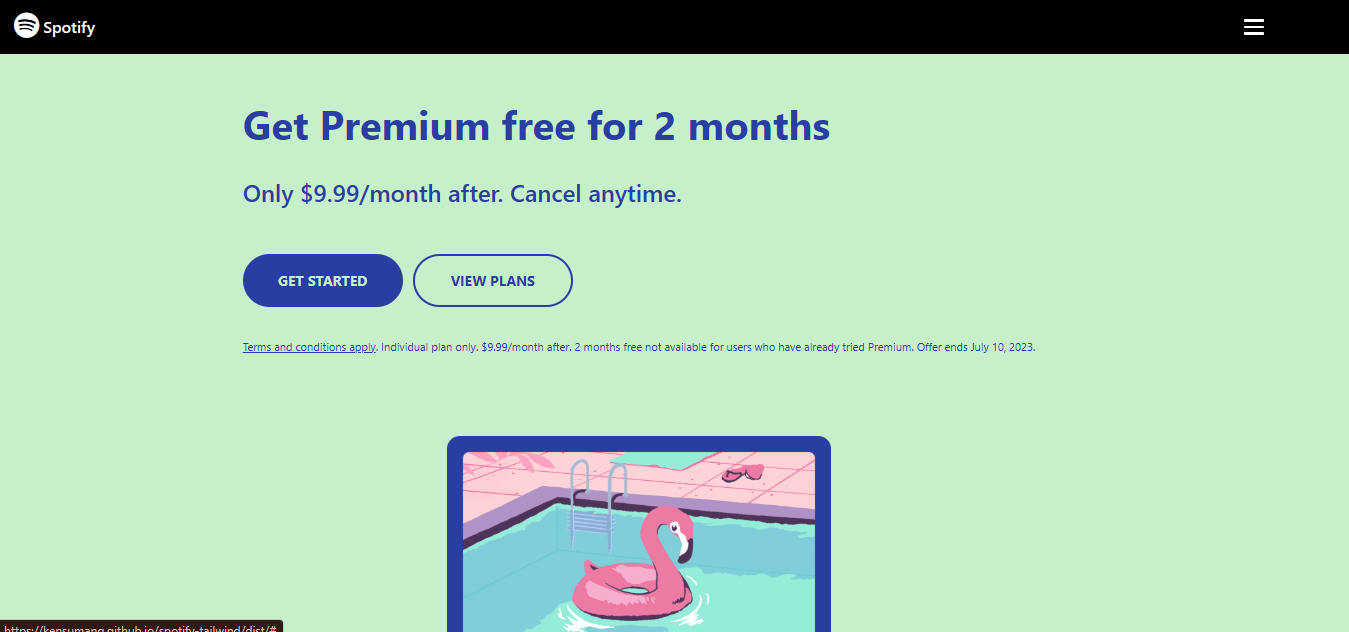 Spotify
Get Premium free for 2 months
Only $9.99/month after. Cancel anytime.
GET STARTED
VIEW PLANS
Terms and conditions apply. Individual plan only. $9.99/month after. 2 months free not available for users who have already tried Premium. Offer ends July 10, 2023.
https://kensumang.github.io/spotify-tailwind/dist/#